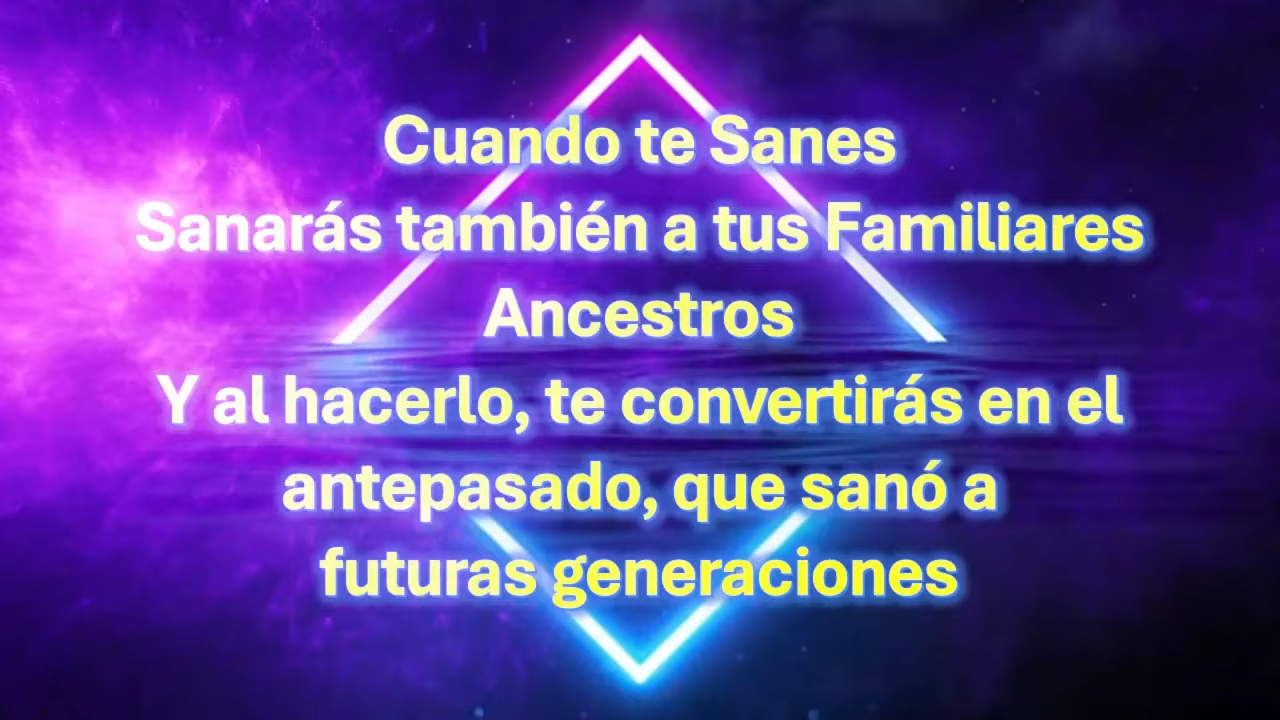 Cuando te Sanes
Sanarás también a tus Familiares
Ancestros
Y al hacerlo, te convertirás en el
antepasado, que sanó a
futuras generaciones